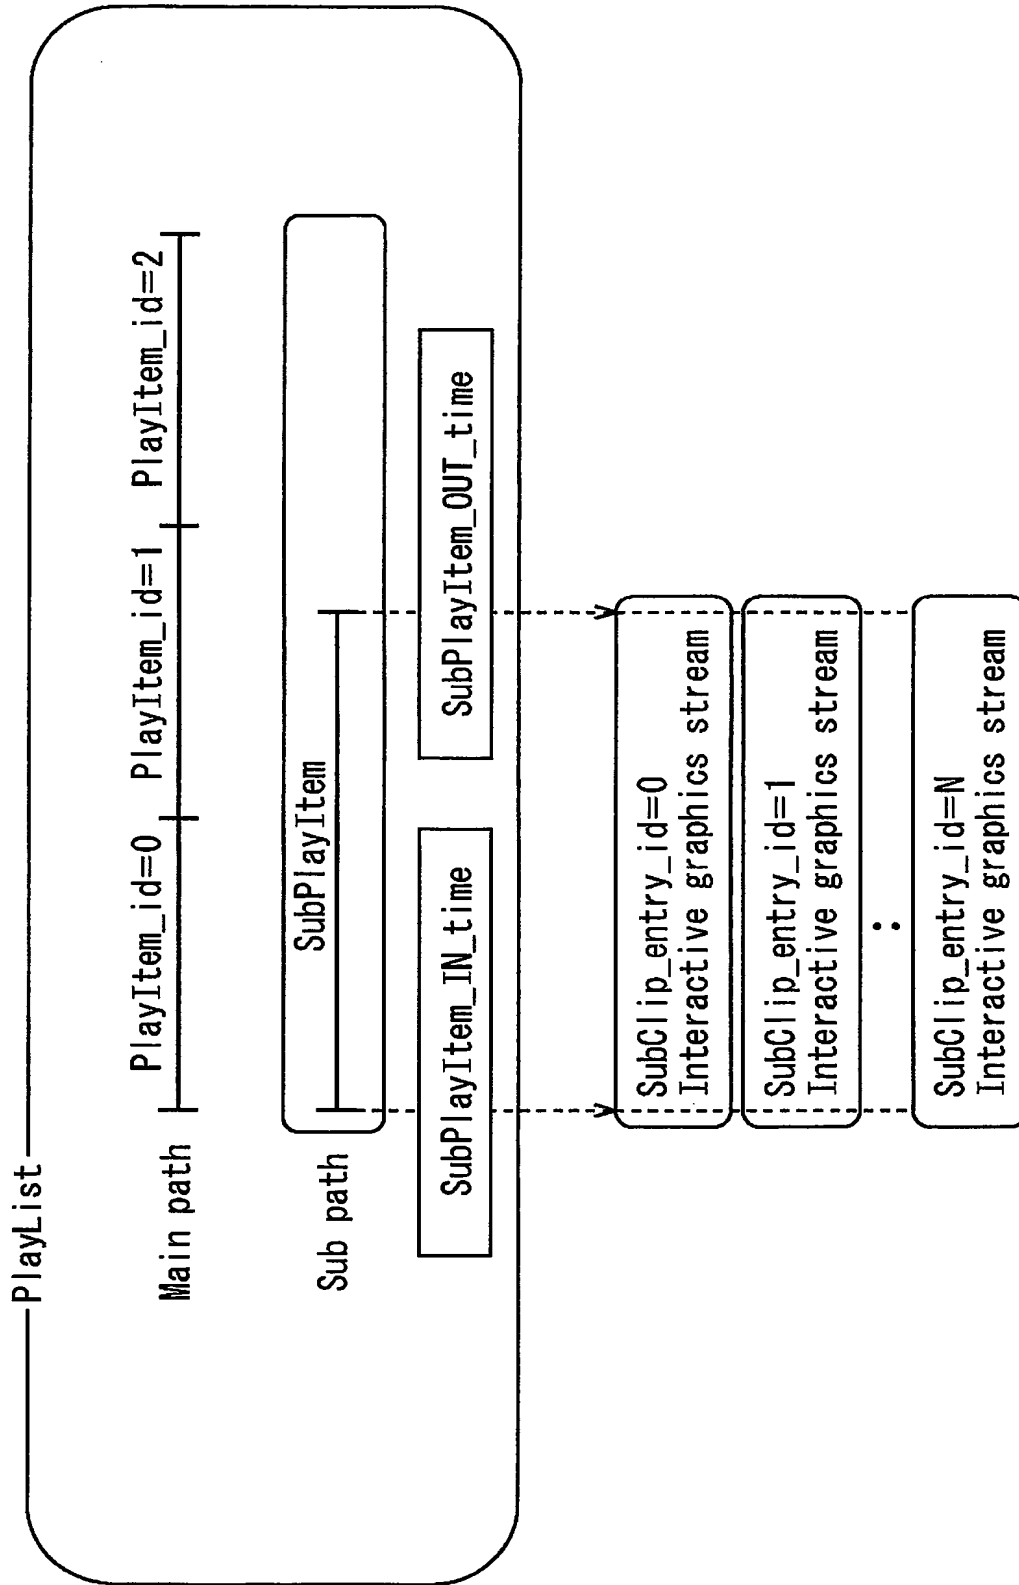 PlayList
Main path
PlayItem_id=0
PlayItem_id=1
PlayItem_id=2
Sub path
SubPlayItem
SubPlayItem_IN_time
SubPlayItem_OUT_time
SubClip_entry_id=0
Interactive graphics stream
SubClip_entry_id=1
Interactive graphics stream
SubClip_entry_id=N
Interactive graphics stream